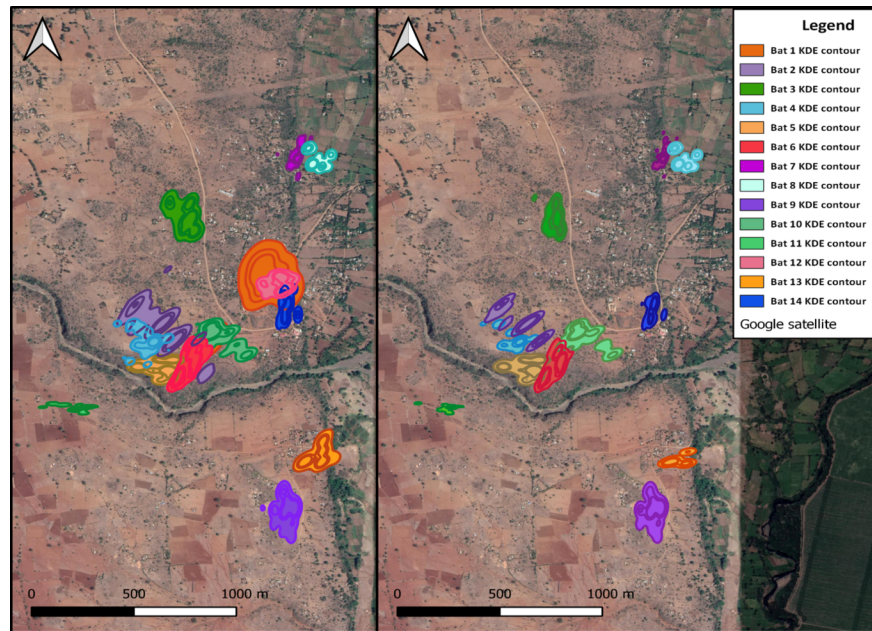 Legend
Bat 1 KDE contour
Bat 2 KDE contour
Bat 3 KDE contour
Bat 4 KDE contour
Bat 5 KDE contour
Bat 6 KDE contour
Bat 7 KDE contour
Bat 8 KDE contour
Bat 9 KDE contour
Bat 10 KDE contour
Bat 11 KDE contour
Bat 12 KDE contour
Bat 13 KDE contour
Bat 14 KDE contour
Google satellite
0 500 1000 m
0 500 1000 m